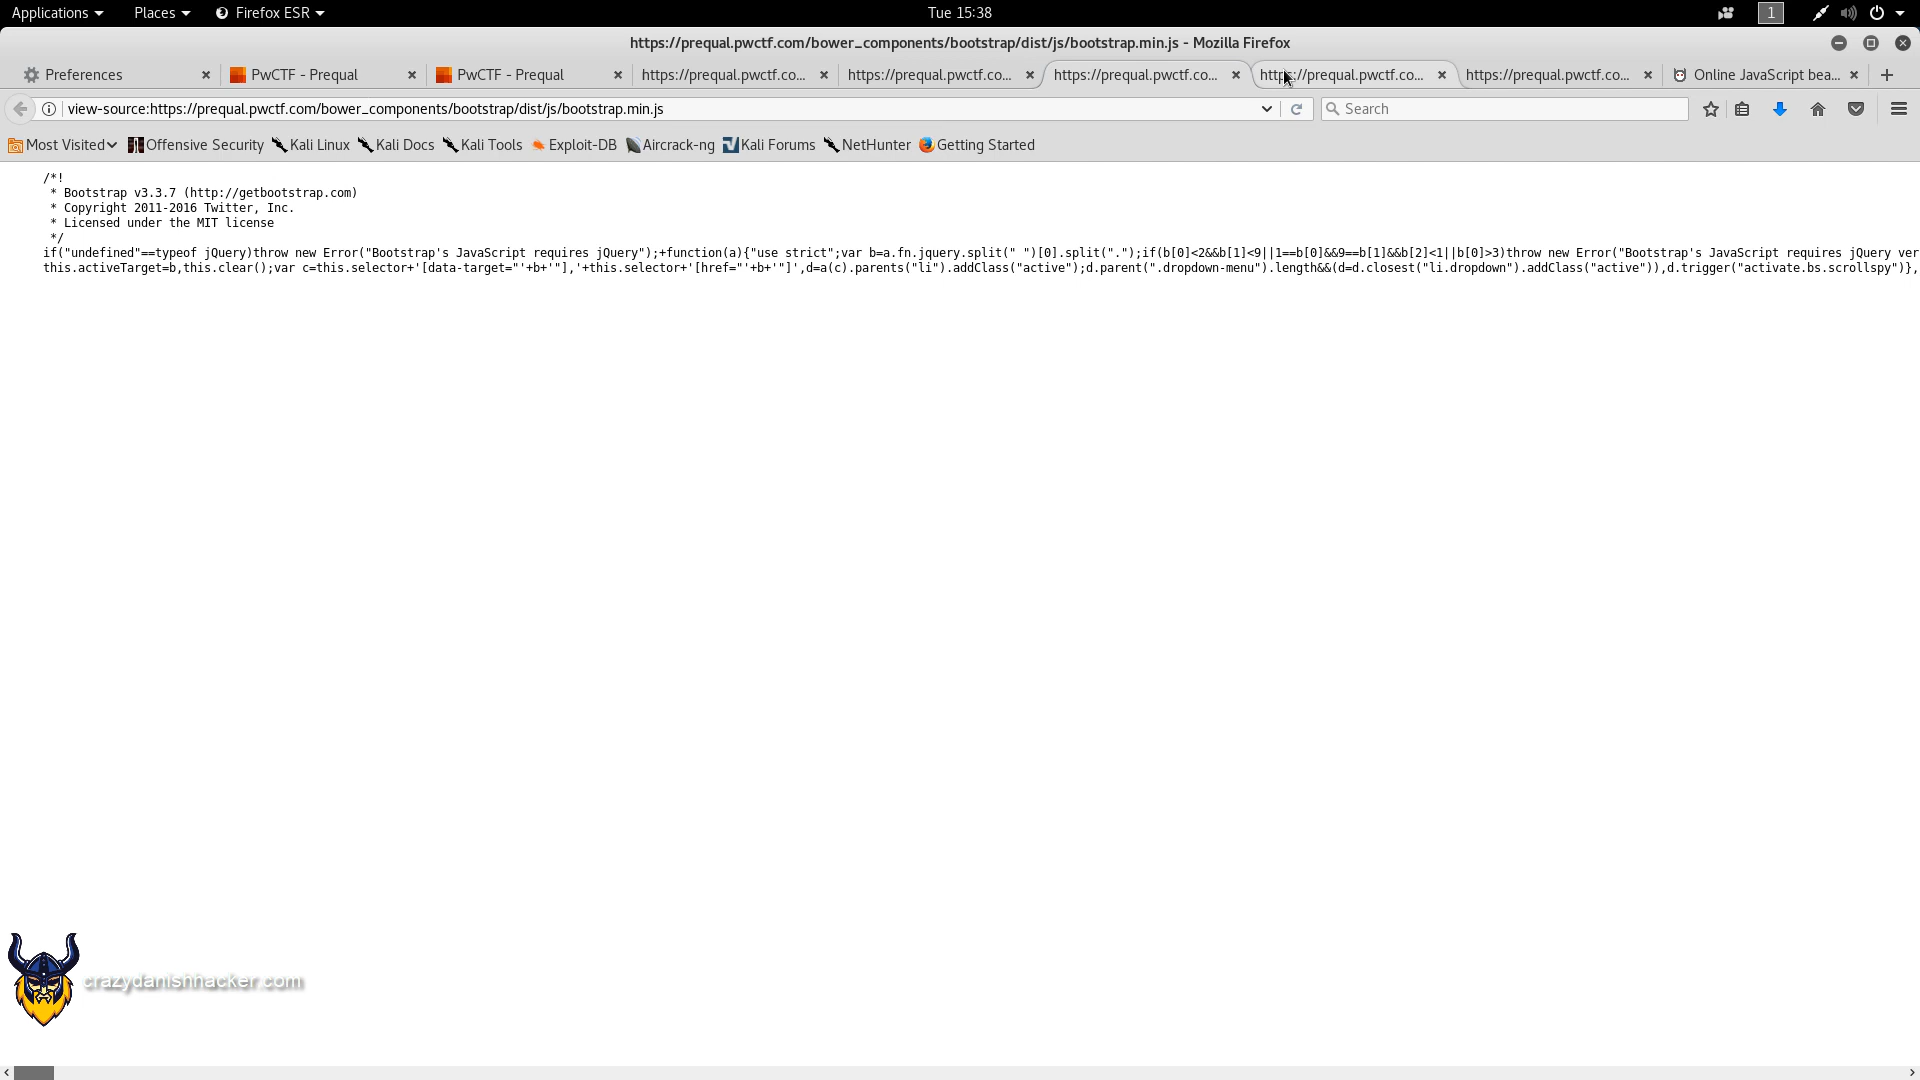 Applications Places Firefox ESR Tue 15:38 1
https://prequal.pwctf.com/bower_components/bootstrap/dist/js/bootstrap.min.js - Mozilla Firefox
Preferences PwCTF - Prequal PwCTF - Prequal https://prequal.pwctf.co... https://prequal.pwctf.co... https://prequal.pwctf.co... https://prequal.pwctf.co... https://prequal.pwctf.co... Online JavaScript bea...
view-source:https://prequal.pwctf.com/bower_components/bootstrap/dist/js/bootstrap.min.js Search
Most Visited Offensive Security Kali Linux Kali Docs Kali Tools Exploit-DB Aircrack-ng Kali Forums NetHunter Getting Started
/*!
* Bootstrap v3.3.7 (http://getbootstrap.com)
* Copyright 2011-2016 Twitter, Inc.
* Licensed under the MIT license
*/
if("undefined"==typeof jQuery)throw new Error("Bootstrap's JavaScript requires jQuery");+function(a){"use strict";var b=a.fn.jquery.split(" ")[0].split(".");if(b[0]<2&&b[1]<9||1==b[0]&&9==b[1]&&b[2]<1||b[0]>3)throw new Error("Bootstrap's JavaScript requires jQuery ver
this.activeTarget=b,this.clear();var c=this.selector+'[data-target="'+b+'"],'+this.selector+'[href="'+b+'"]',d=a(c).parents("li").addClass("active");d.parent(".dropdown-menu").length&&(d=d.closest("li.dropdown").addClass("active")),d.trigger("activate.bs.scrollspy")},
crazydanishhacker.com